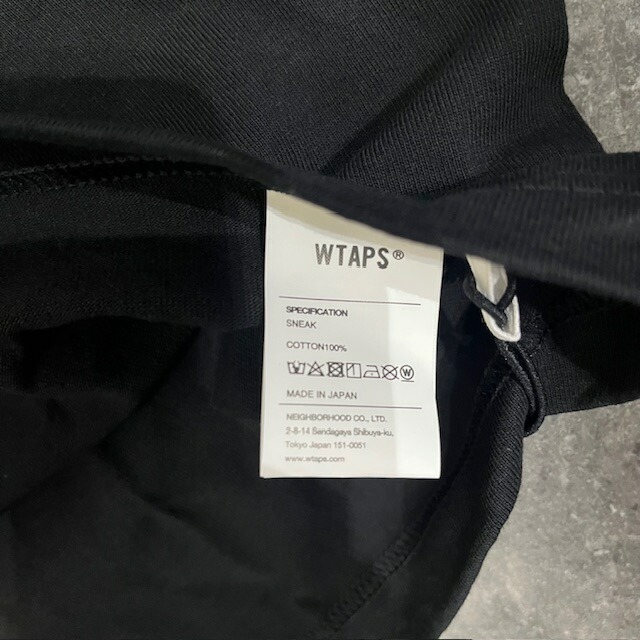 WTAPS®
SPECIFICATION
SNEAK
COTTON100%
MADE IN JAPAN
NEIGHBORHOOD CO., LTD.
2-8-14 Sendagaya Shibuya-ku,
Tokyo Japan 151-0051
www.wtaps.com